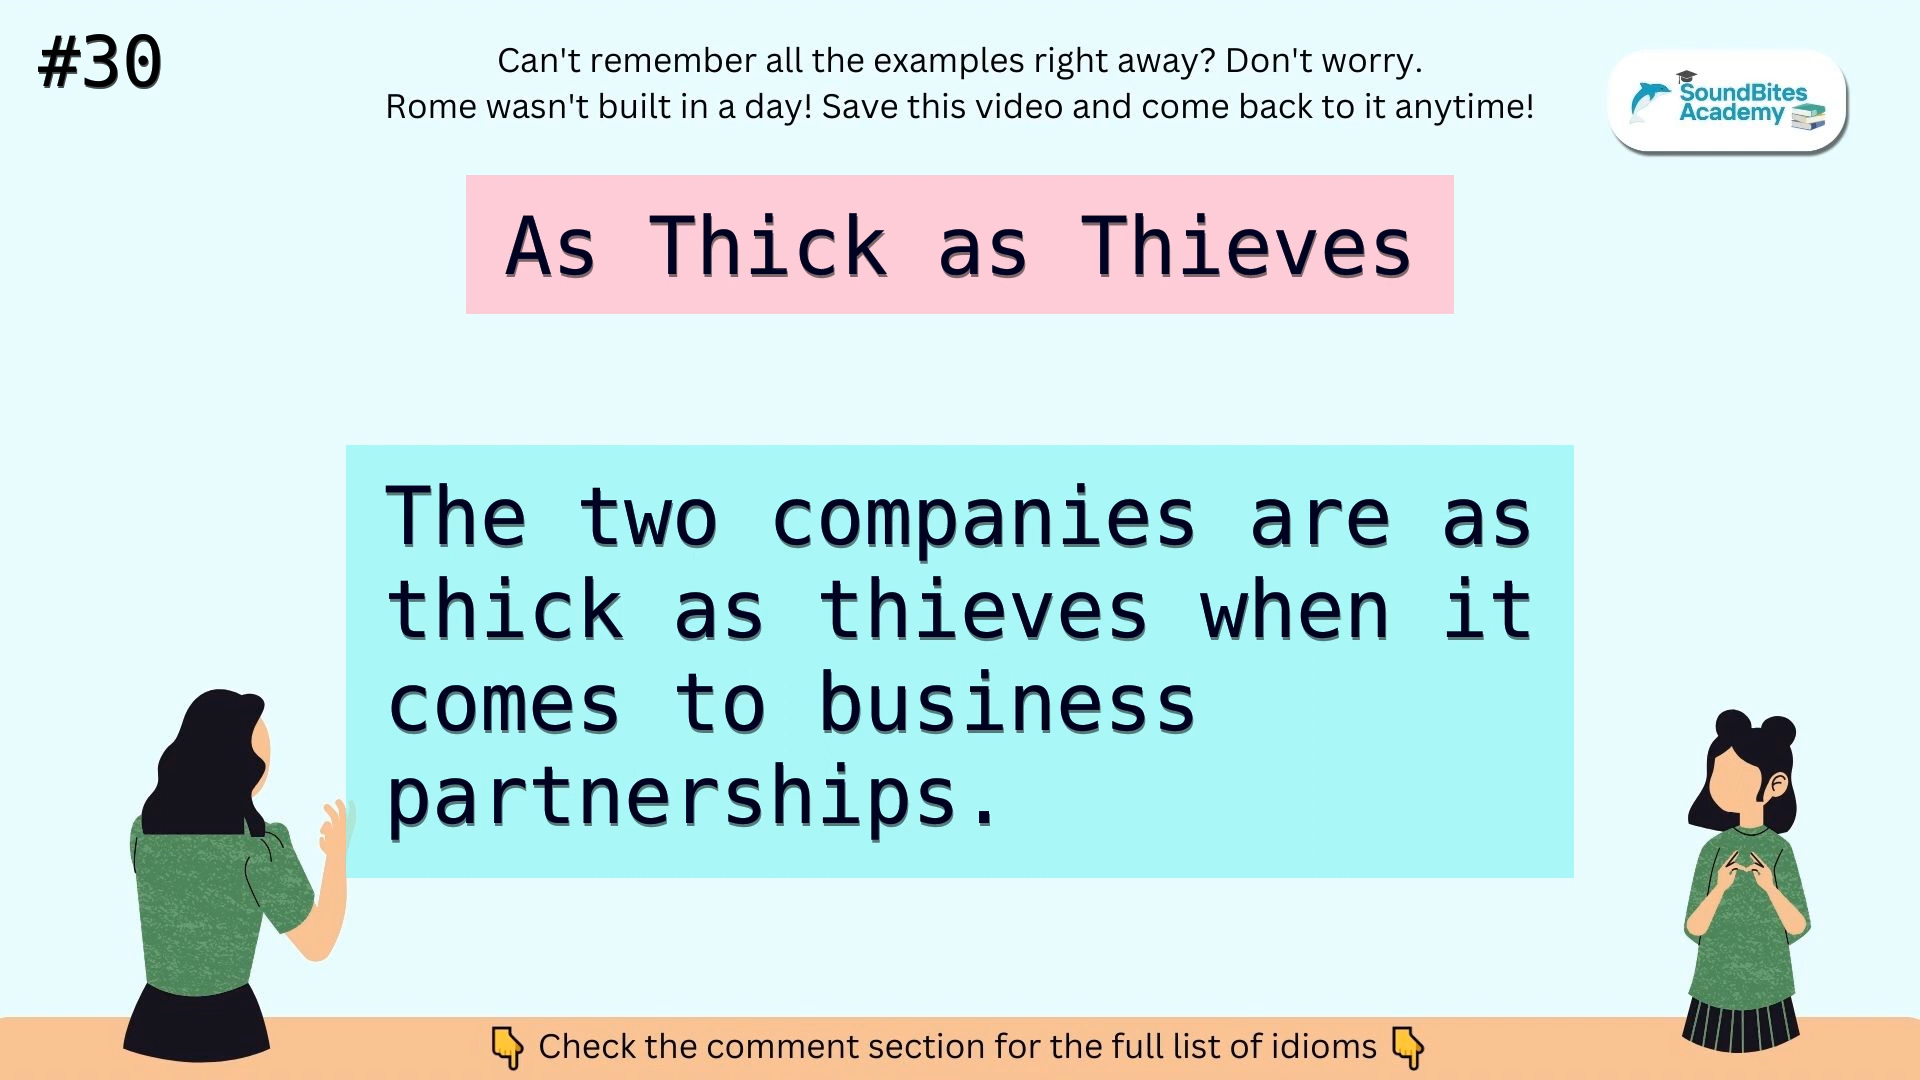 #30
Can't remember all the examples right away? Don't worry.
Rome wasn't built in a day! Save this video and come back to it anytime!
SoundBites
Academy
As Thick as Thieves
The two companies are as
thick as thieves when it
comes to business
partnerships.
👇 Check the comment section for the full list of idioms 👇